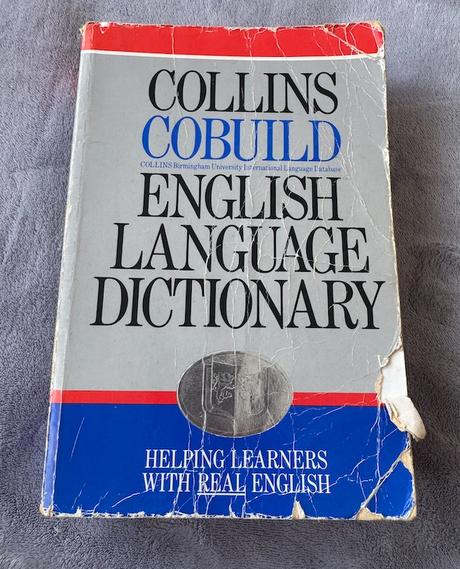 COLLINS
COBUILD
COLLINS Birmingham University International Language Database
ENGLISH
LANGUAGE
DICTIONARY
HELPING LEARNERS
WITH REAL ENGLISH